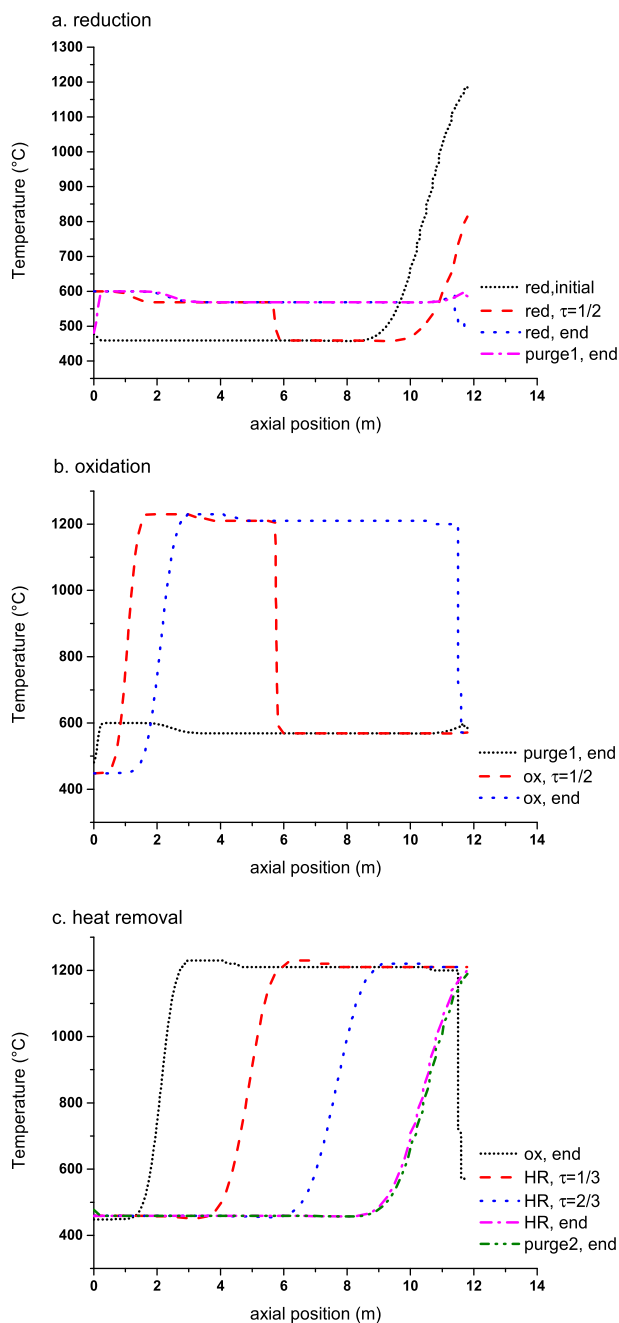 a. reduction
1300
1200
1100
1000
900
800
700
600
500
400
Temperature (°C)
red,initial
red, τ=1/2
red, end
purge1, end
0 2 4 6 8 10 12 14
axial position (m)
b. oxidation
1200
1000
800
600
400
Temperature (°C)
purge1, end
ox, τ=1/2
ox, end
0 2 4 6 8 10 12 14
axial position (m)
c. heat removal
1200
1000
800
600
400
Temperature (°C)
ox, end
HR, τ=1/3
HR, τ=2/3
HR, end
purge2, end
0 2 4 6 8 10 12 14
axial position (m)